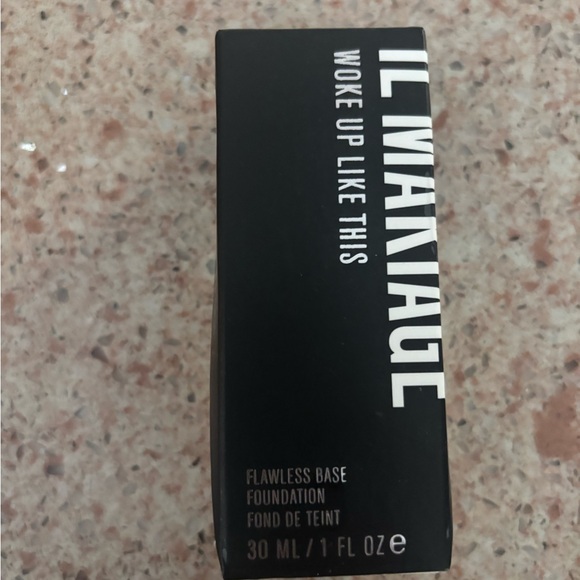 IL MAKIAGE
WOKE UP LIKE THIS
FLAWLESS BASE
FOUNDATION
FOND DE TEINT
30 ML / 1 FL OZ e